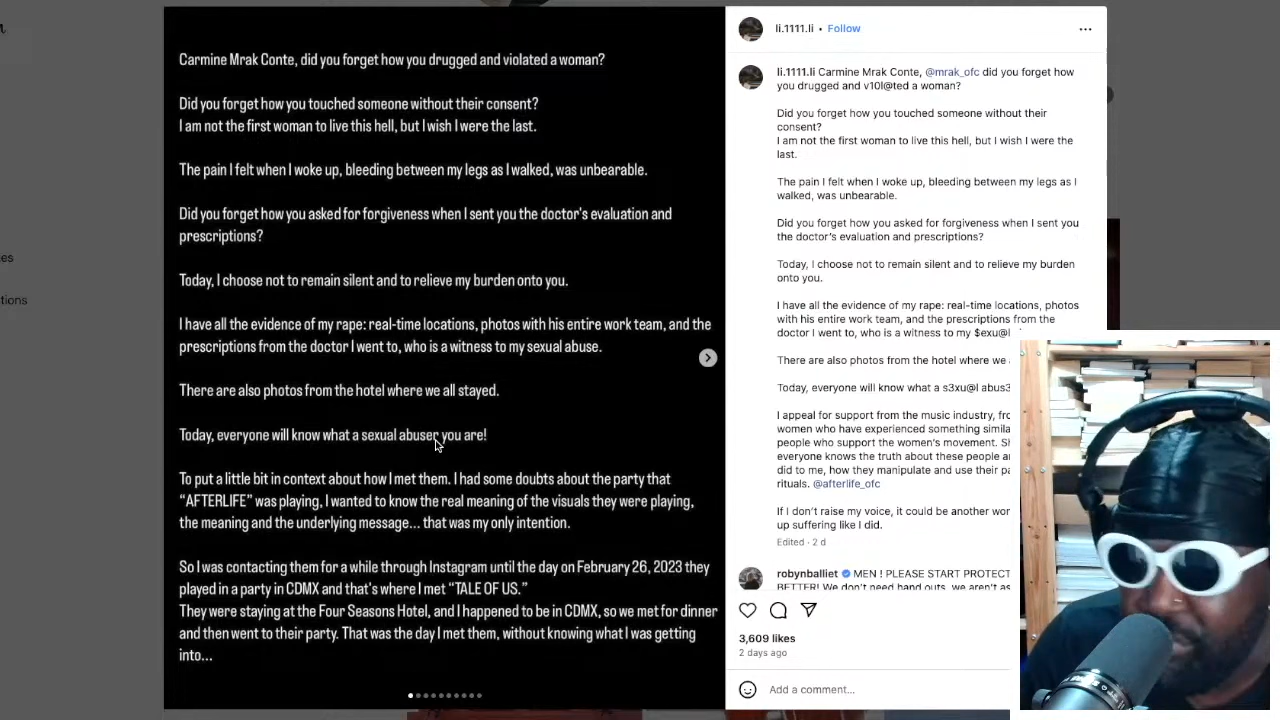 Carmine Mrak Conte, did you forget how you drugged and violated a woman?
Did you forget how you touched someone without their consent?
I am not the first woman to live this hell, but I wish I were the last.
The pain I felt when I woke up, bleeding between my legs as I walked, was unbearable.
Did you forget how you asked for forgiveness when I sent you the doctor's evaluation and
prescriptions?
Today, I choose not to remain silent and to relieve my burden onto you.
I have all the evidence of my rape: real-time locations, photos with his entire work team, and the
prescriptions from the doctor I went to, who is a witness to my sexual abuse.
There are also photos from the hotel where we all stayed.
Today, everyone will know what a sexual abuser you are!
To put a little bit in context about how I met them. I had some doubts about the party that
“AFTERLIFE” was playing, I wanted to know the real meaning of the visuals they were playing,
the meaning and the underlying message... that was my only intention.
So I was contacting them for a while through Instagram until the day on February 26, 2023 they
played in a party in CDMX and that's where I met “TALE OF US.”
They were staying at the Four Seasons Hotel, and I happened to be in CDMX, so we met for dinner
and then went to their party. That was the day I met them, without knowing what I was getting
into...
li.1111.li • Follow
li.1111.li Carmine Mrak Conte, @mrak_ofc did you forget how
you drugged and v10l@ted a woman?
Did you forget how you touched someone without their
consent?
I am not the first woman to live this hell, but I wish I were the
last.
The pain I felt when I woke up, bleeding between my legs as I
walked, was unbearable.
Did you forget how you asked for forgiveness when I sent you
the doctor's evaluation and prescriptions?
Today, I choose not to remain silent and to relieve my burden
onto you.
I have all the evidence of my rape: real-time locations, photos
with his entire work team, and the prescriptions from the
doctor I went to, who is a witness to my $exu@l
There are also photos from the hotel where we
Today, everyone will know what a s3xu@l abus3
I appeal for support from the music industry,
women who have experienced something
people who support the women's movement.
everyone knows the truth about these people
did to me, how they manipulate and use their
rituals. @afterlife_ofc
If I don't raise my voice, it could be another
up suffering like I did.
Edited · 2 d
robynballiet MEN ! PLEASE START PROTECT
BETTER! We don't need hand outs, we aren't
3,609 likes
2 days ago
Add a comment...
es
tions